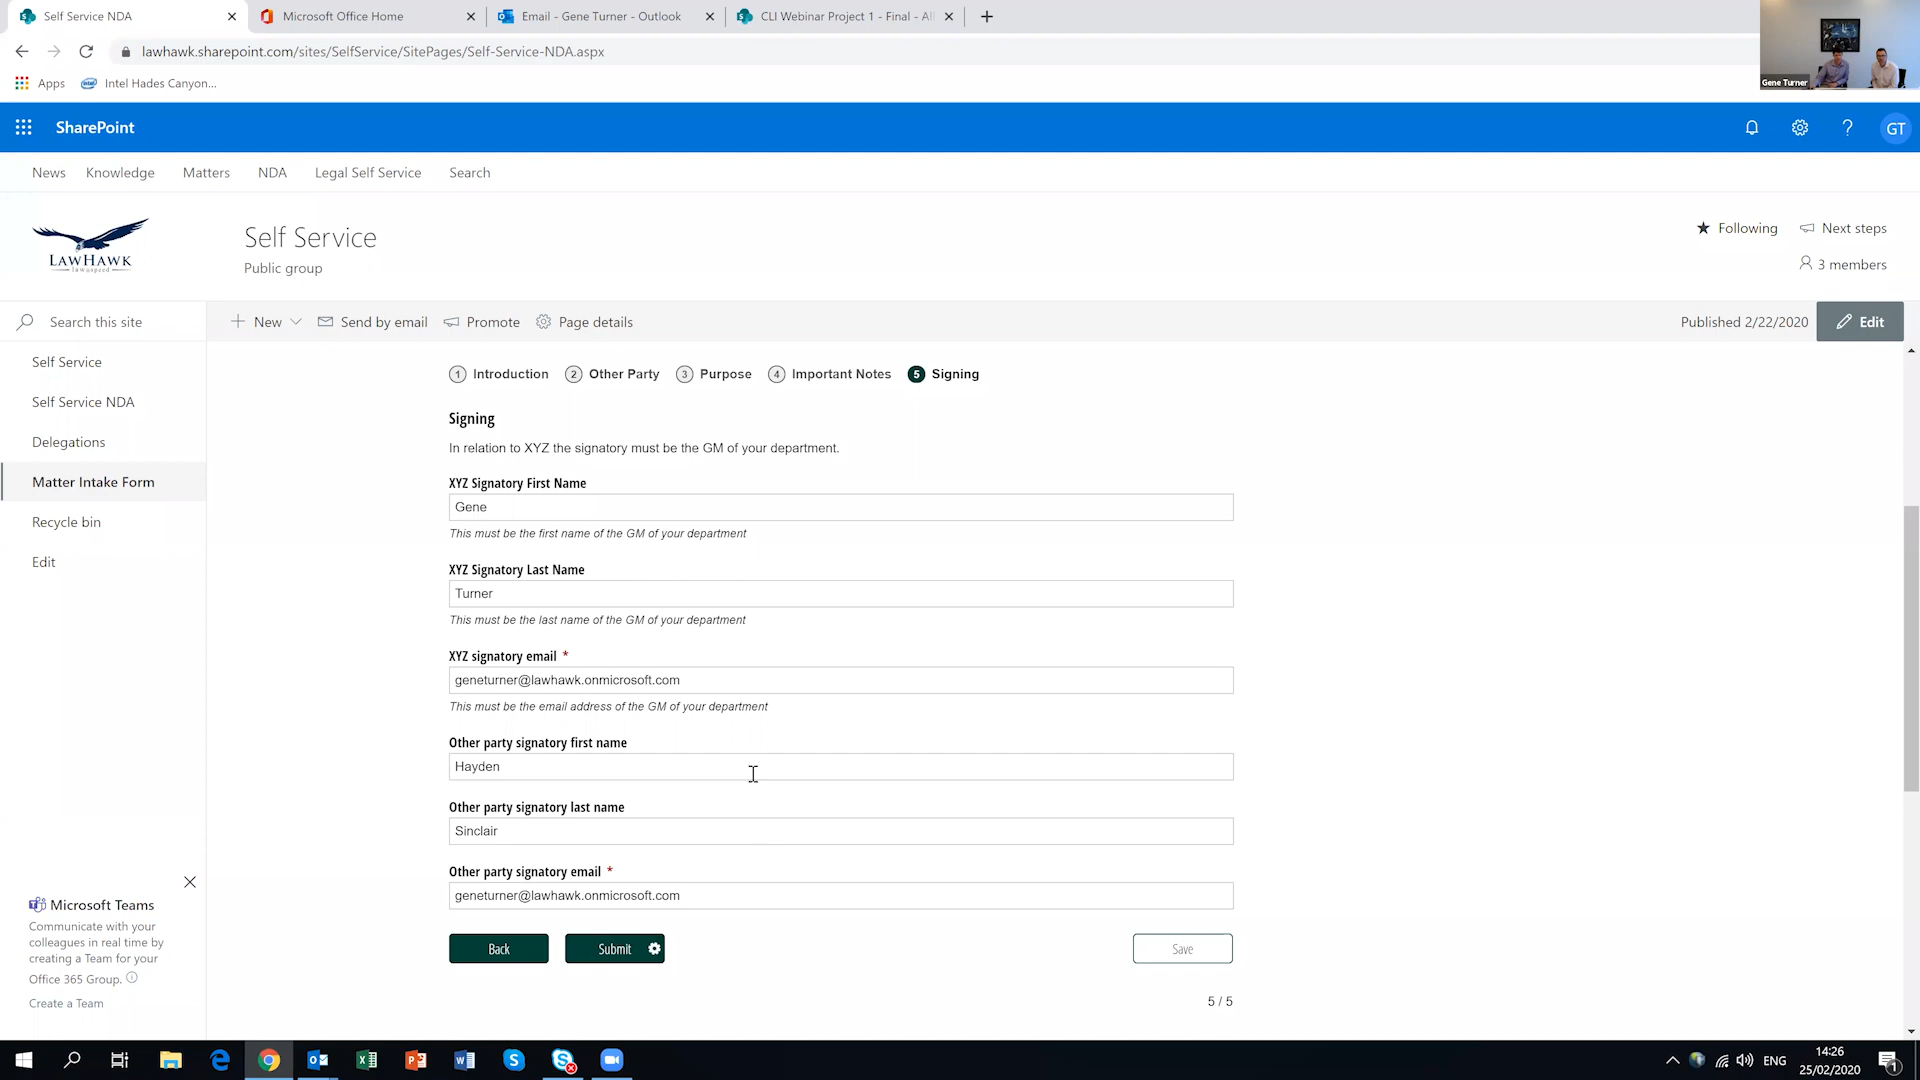 Self Service NDA
Microsoft Office Home
Email - Gene Turner - Outlook
CLI Webinar Project 1 - Final - Al
lawhawk.sharepoint.com/sites/SelfService/SitePages/Self-Service-NDA.aspx
Apps
Intel Hades Canyon...
Gene Turner
SharePoint
GT
News
Knowledge
Matters
NDA
Legal Self Service
Search
LAWHAWK
law@speed
Self Service
Public group
Following
Next steps
3 members
Search this site
New
Send by email
Promote
Page details
Published 2/22/2020
Edit
Self Service
Self Service NDA
Delegations
Matter Intake Form
Recycle bin
Edit
1 Introduction
2 Other Party
3 Purpose
4 Important Notes
5 Signing
Signing
In relation to XYZ the signatory must be the GM of your department.
XYZ Signatory First Name
Gene
This must be the first name of the GM of your department
XYZ Signatory Last Name
Turner
This must be the last name of the GM of your department
XYZ signatory email *
geneturner@lawhawk.onmicrosoft.com
This must be the email address of the GM of your department
Other party signatory first name
Hayden
Other party signatory last name
Sinclair
Other party signatory email *
geneturner@lawhawk.onmicrosoft.com
Back
Submit
Save
5 / 5
Microsoft Teams
Communicate with your
colleagues in real time by
creating a Team for your
Office 365 Group.
Create a Team
ENG
14:26
25/02/2020
1